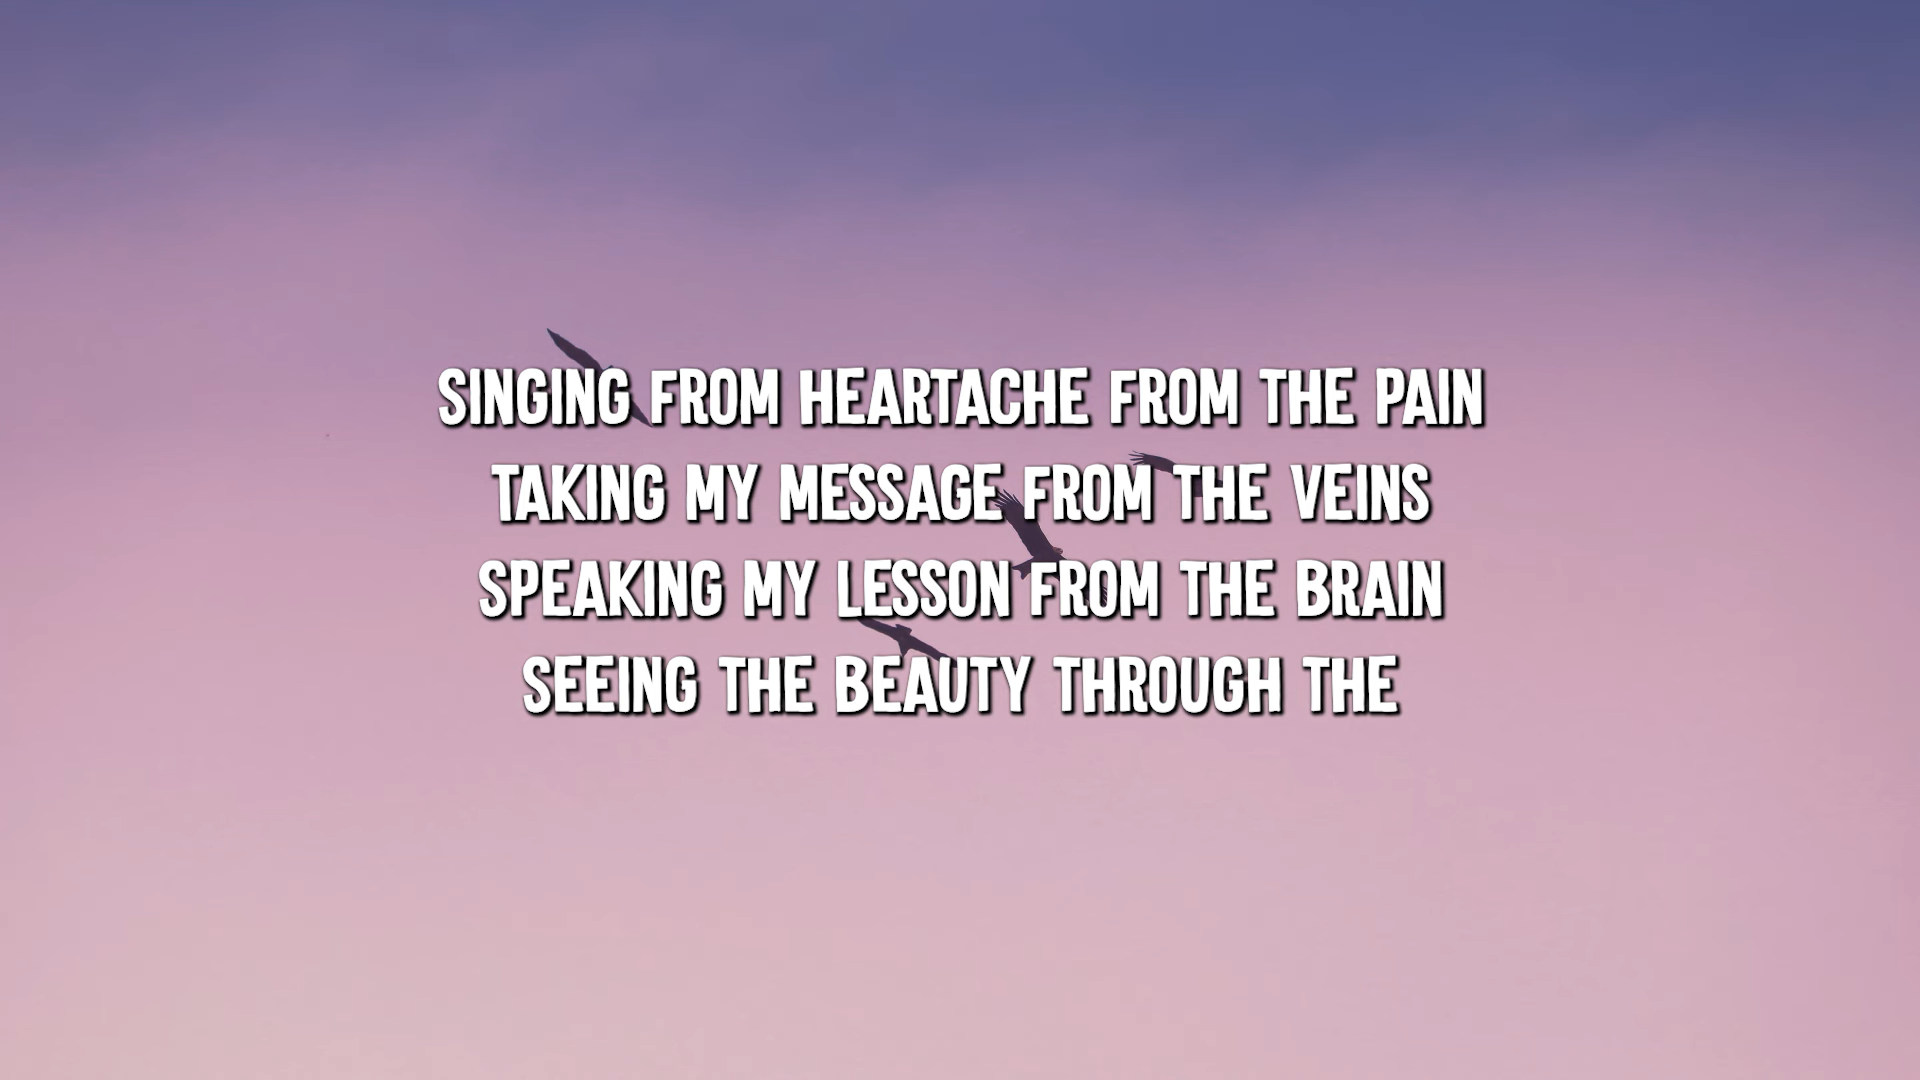 SINGING FROM HEARTACHE FROM THE PAIN
TAKING MY MESSAGE FROM THE VEINS
SPEAKING MY LESSON FROM THE BRAIN
SEEING THE BEAUTY THROUGH THE